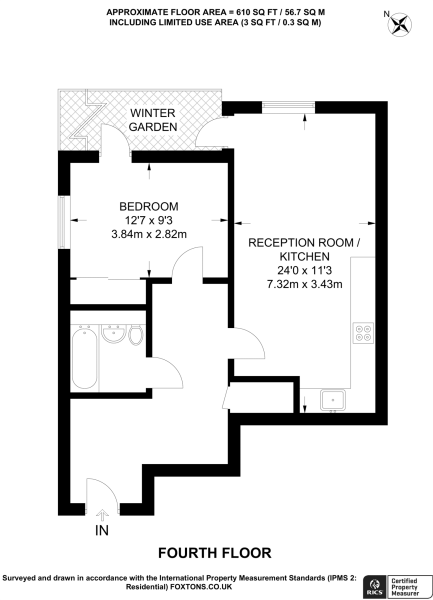 APPROXIMATE FLOOR AREA = 610 SQ FT / 56.7 SQ M
INCLUDING LIMITED USE AREA (3 SQ FT / 0.3 SQ M)
N
WINTER
GARDEN
BEDROOM
12'7 x 9'3
3.84m x 2.82m
RECEPTION ROOM /
KITCHEN
24'0 x 11'3
7.32m x 3.43m
IN
FOURTH FLOOR
Surveyed and drawn in accordance with the International Property Measurement Standards (IPMS 2:
Residential) FOXTONS.CO.UK
RICS
Certified
Property
Measurer